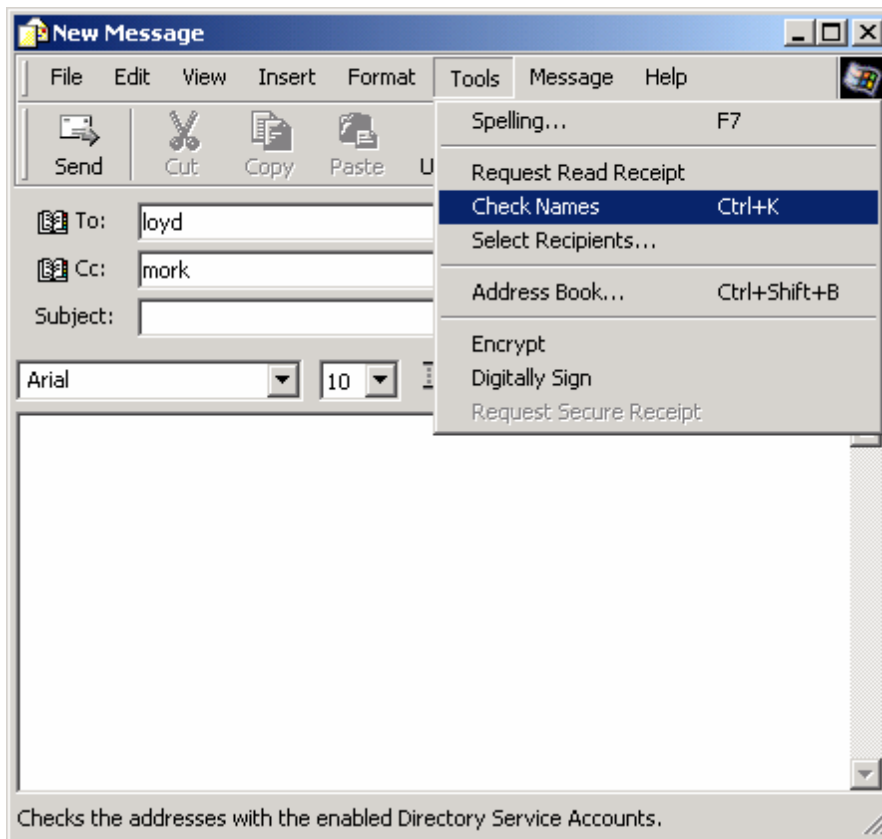 New Message
File Edit View Insert Format Tools Message Help
Send Cut Copy Paste U
Spelling... F7
Request Read Receipt
Check Names Ctrl+K
Select Recipients...
Address Book... Ctrl+Shift+B
Encrypt
Digitally Sign
Request Secure Receipt
To: loyd
Cc: mork
Subject:
Arial 10
Checks the addresses with the enabled Directory Service Accounts.